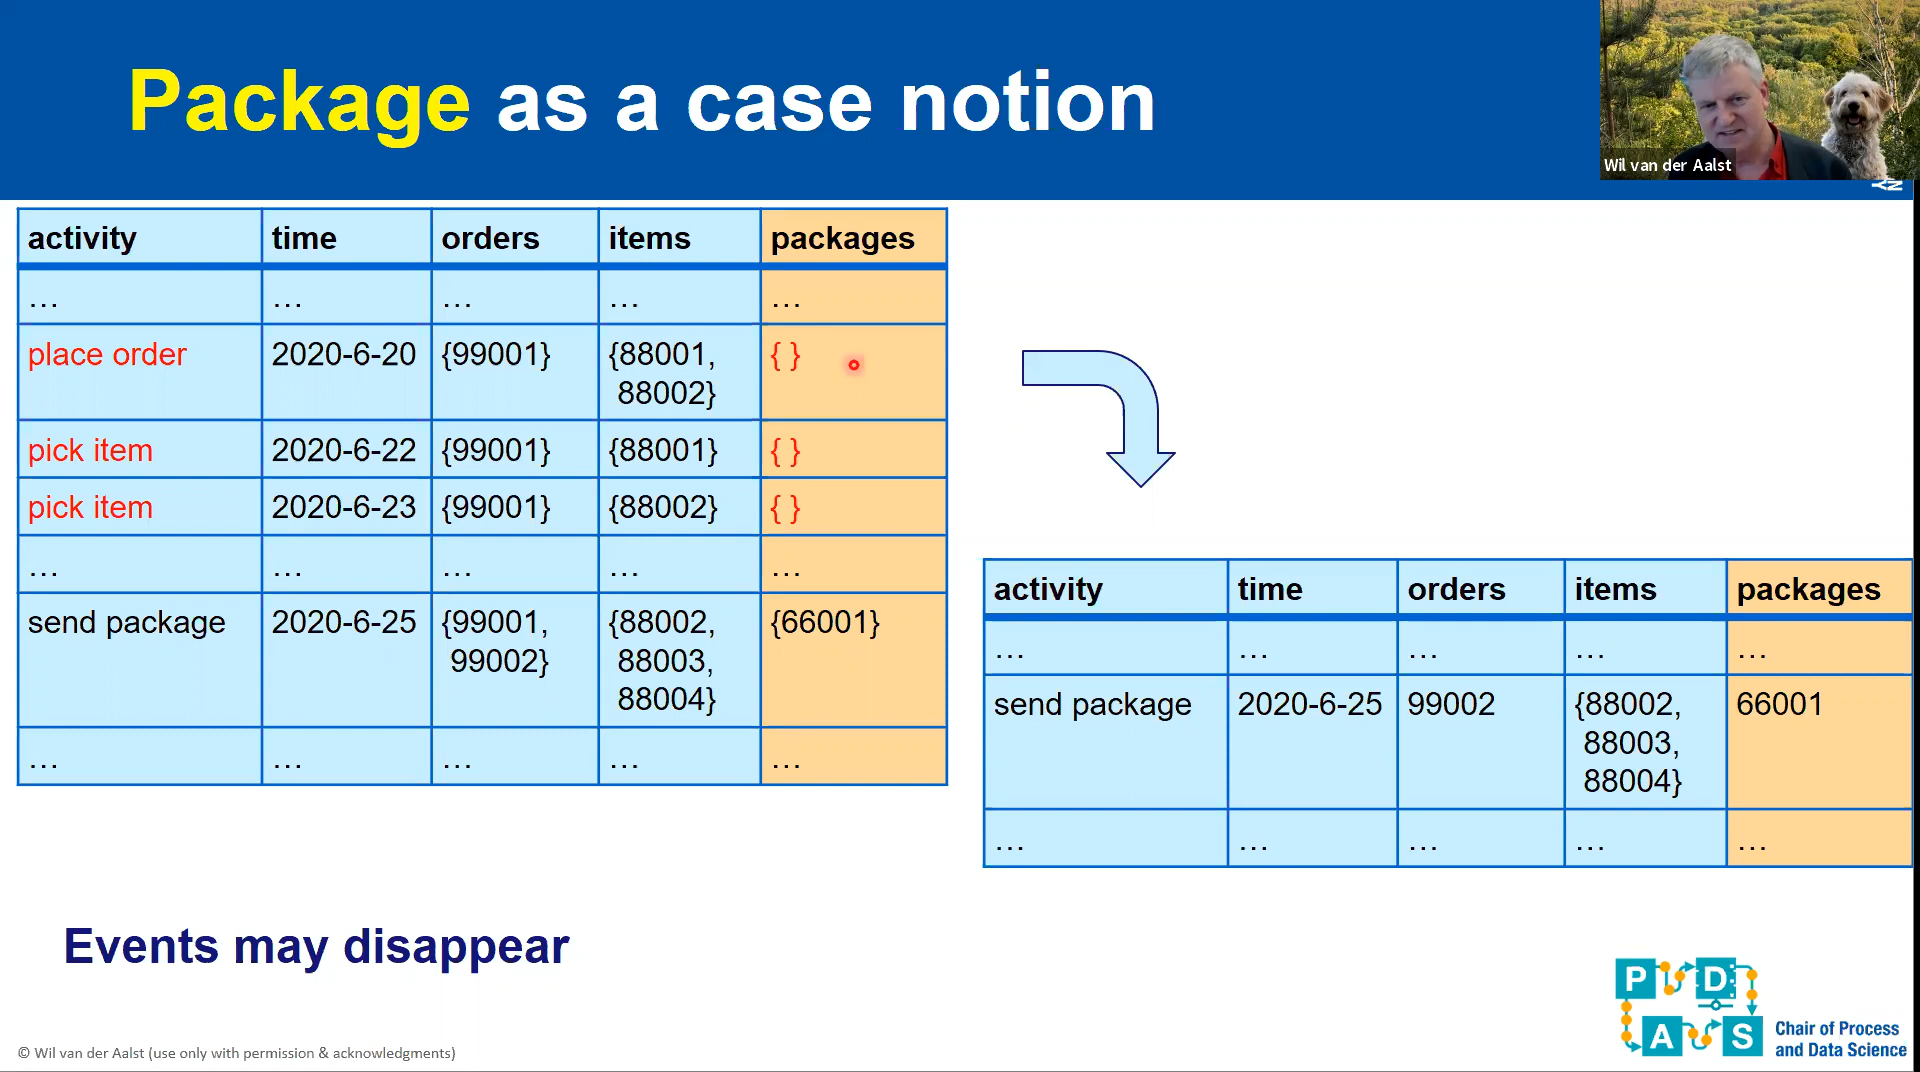 Package as a case notion
Wil van der Aalst
activity time orders items packages
… … … … …
place order 2020-6-20 {99001} {88001, { }
88002}
pick item 2020-6-22 {99001} {88001} { }
pick item 2020-6-23 {99001} {88002} { }
… … … … …
send package 2020-6-25 {99001, {88002, {66001}
99002} 88003,
88004}
… … … … …
activity time orders items packages
… … … … …
send package 2020-6-25 99002 {88002, 66001
88003,
88004}
… … … … …
Events may disappear
P D
A S
Chair of Process
and Data Science
© Wil van der Aalst (use only with permission & acknowledgments)